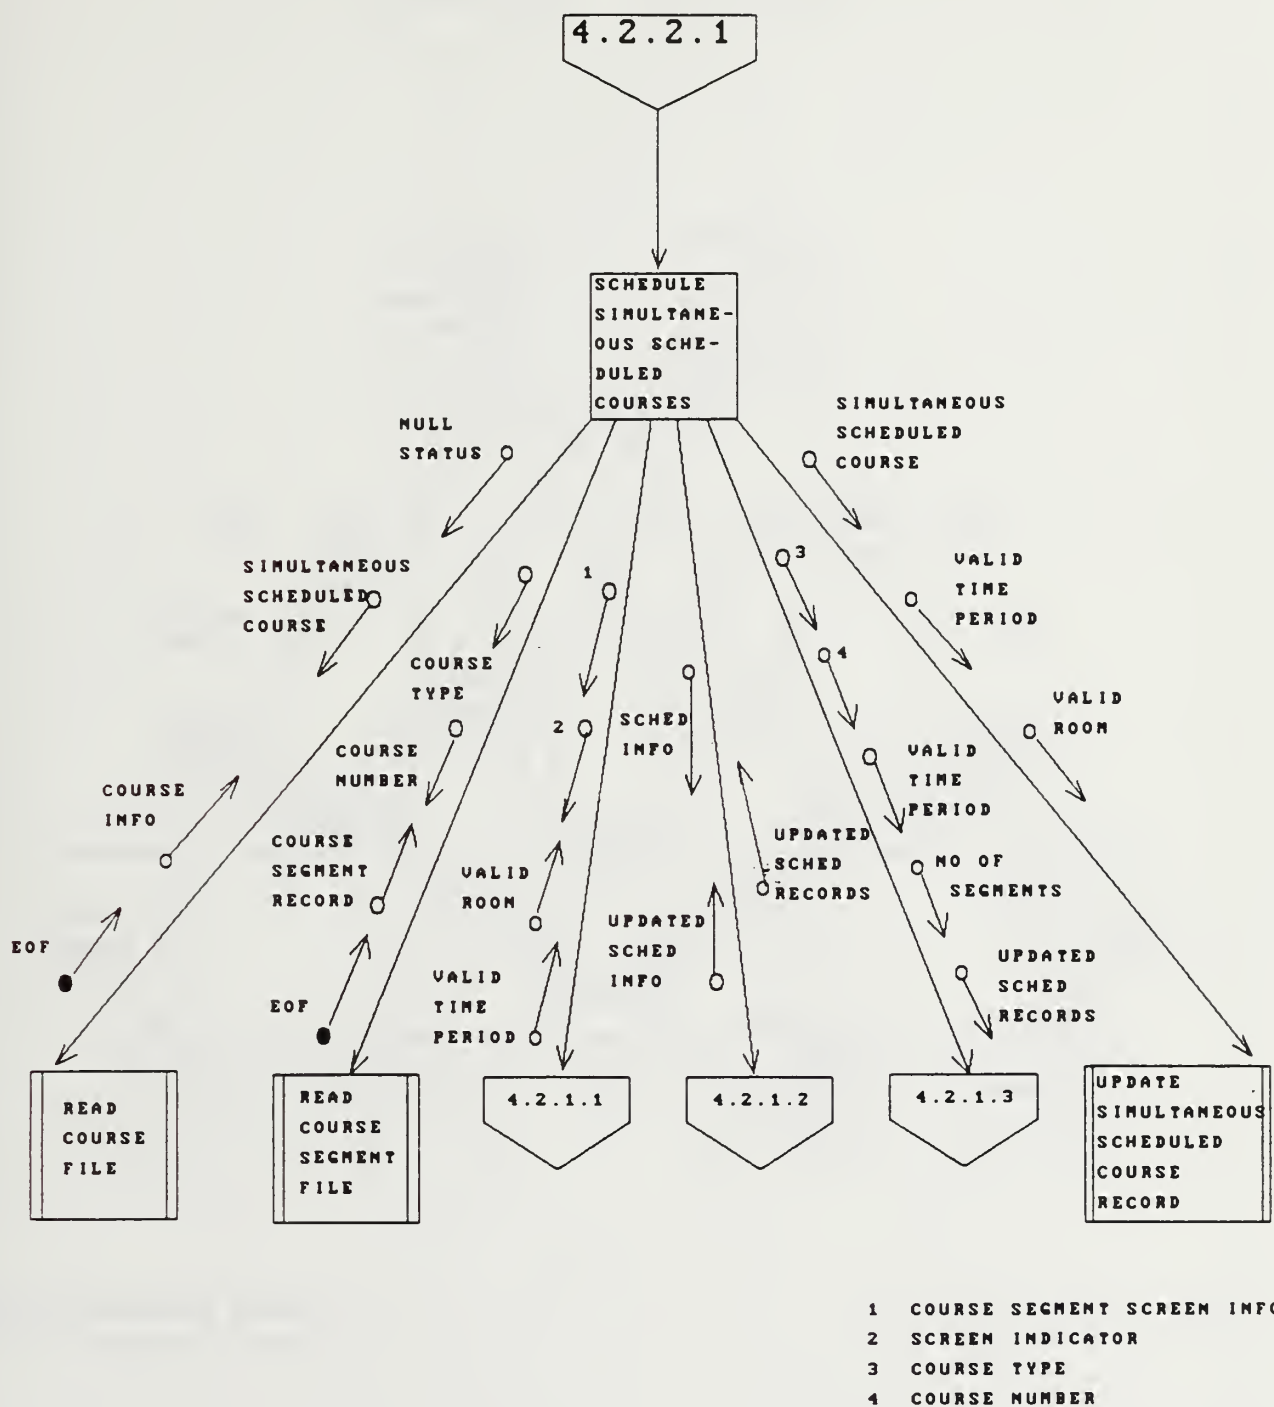 4.2.2.1
SCHEDULE
SIMULTANE-
OUS SCHE-
DULED
COURSES
NULL
STATUS
SIMULTANEOUS
SCHEDULED
COURSE
SIMULTANEOUS
SCHEDULED
COURSE
COURSE
TYPE
1
3
VALID
TIME
PERIOD
4
COURSE
NUMBER
2
SCHED
INFO
VALID
TIME
PERIOD
VALID
ROOM
COURSE
INFO
COURSE
SEGMENT
RECORD
VALID
ROOM
UPDATED
SCHED
RECORDS
NO OF
SEGMENTS
EOF
EOF
VALID
TIME
PERIOD
UPDATED
SCHED
INFO
UPDATED
SCHED
RECORDS
READ
COURSE
FILE
READ
COURSE
SEGMENT
FILE
4.2.1.1
4.2.1.2
4.2.1.3
UPDATE
SIMULTANEOUS
SCHEDULED
COURSE
RECORD
1 COURSE SEGMENT SCREEN INFO
2 SCREEN INDICATOR
3 COURSE TYPE
4 COURSE NUMBER